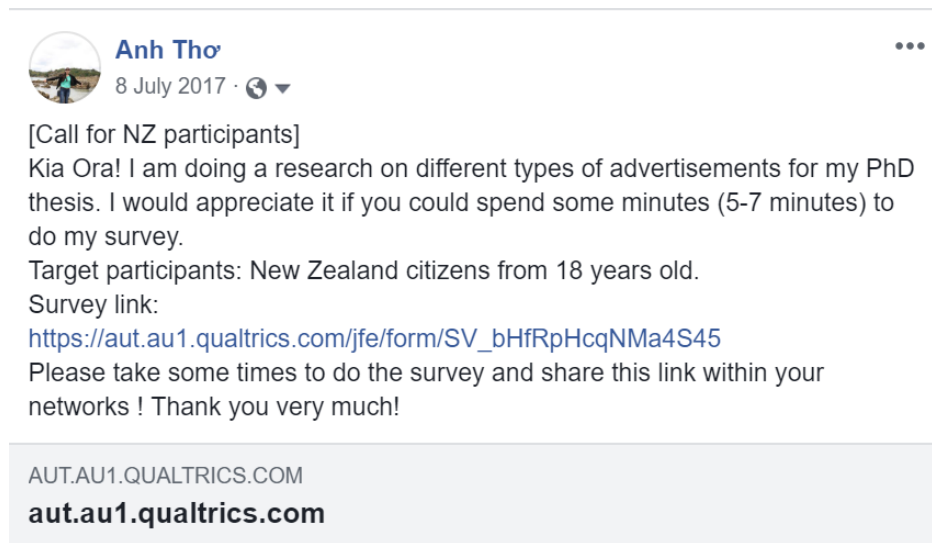 Anh Thơ
8 July 2017 ·
[Call for NZ participants]
Kia Ora! I am doing a research on different types of advertisements for my PhD
thesis. I would appreciate it if you could spend some minutes (5-7 minutes) to
do my survey.
Target participants: New Zealand citizens from 18 years old.
Survey link:
https://aut.au1.qualtrics.com/jfe/form/SV_bHfRpHcqNMa4S45
Please take some times to do the survey and share this link within your
networks ! Thank you very much!
AUT.AU1.QUALTRICS.COM
aut.au1.qualtrics.com